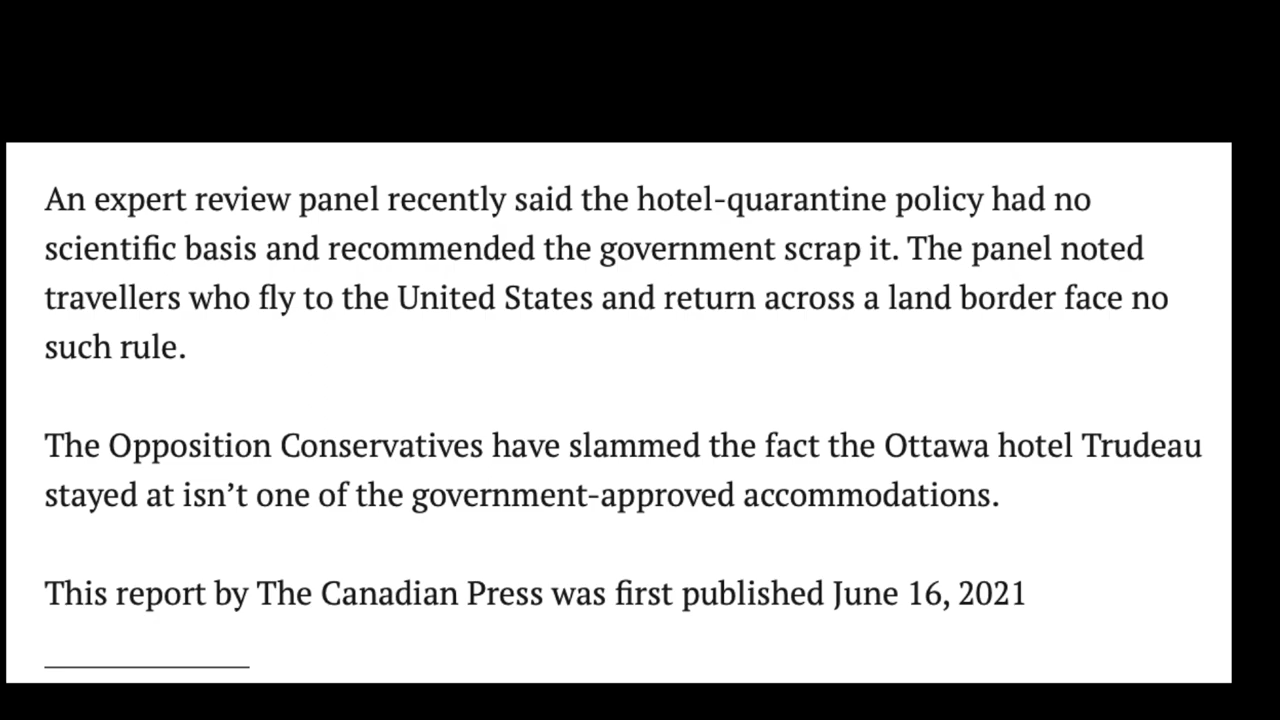 An expert review panel recently said the hotel-quarantine policy had no
scientific basis and recommended the government scrap it. The panel noted
travellers who fly to the United States and return across a land border face no
such rule.
The Opposition Conservatives have slammed the fact the Ottawa hotel Trudeau
stayed at isn’t one of the government-approved accommodations.
This report by The Canadian Press was first published June 16, 2021